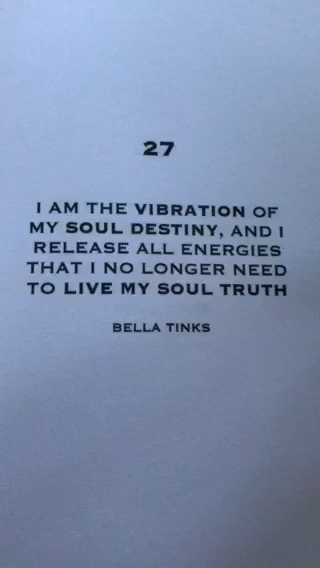 27
I AM THE VIBRATION OF
MY SOUL DESTINY, AND I
RELEASE ALL ENERGIES
THAT I NO LONGER NEED
TO LIVE MY SOUL TRUTH
BELLA TINKS